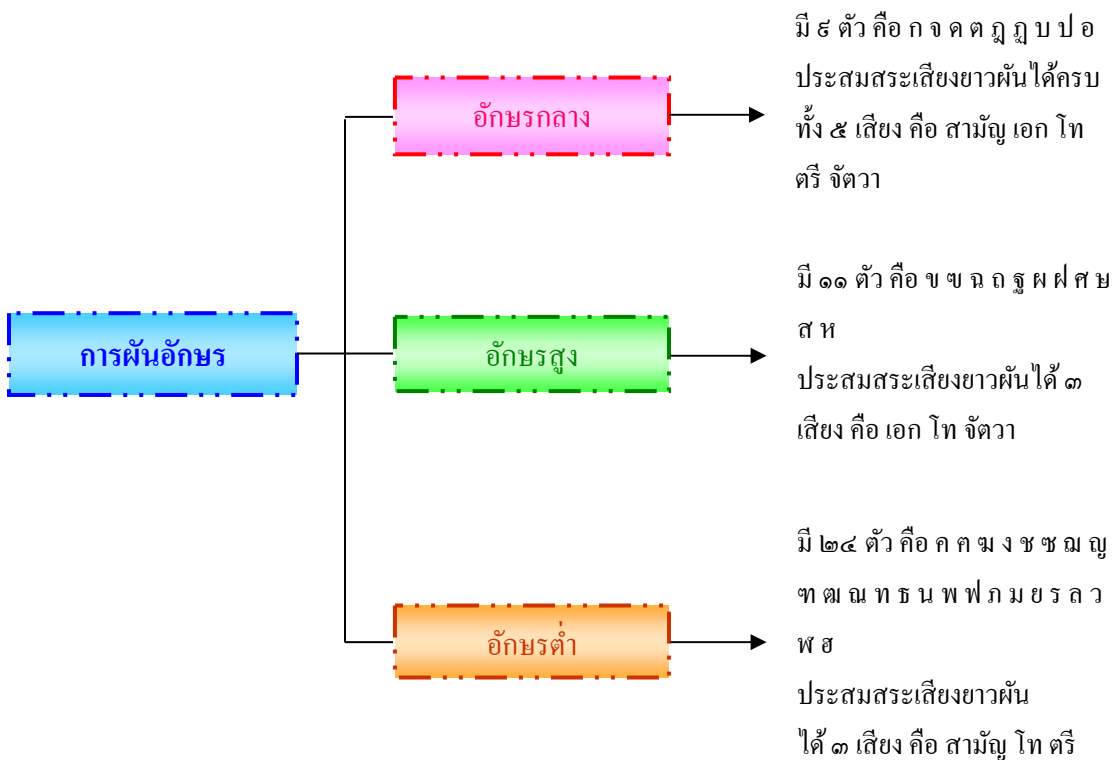 การผันอักษร
อักษรกลาง
มี ๙ ตัว คือ ก จ ด ต ฎ ฏ บ ป อ
ประสมสระเสียงยาวผันได้ครบ
ทั้ง ๕ เสียง คือ สามัญ เอก โท
ตรี จัตวา
อักษรสูง
มี ๑๑ ตัว คือ ข ฃ ฉ ถ ฐ ผ ฝ ศ ษ
ส ห
ประสมสระเสียงยาวผันได้ ๓
เสียง คือ เอก โท จัตวา
อักษรต่ำ
มี ๒๔ ตัว คือ ค ฅ ฆ ง ช ซ ฌ ญ
ฑ ฒ ณ ท ธ น พ ฟ ภ ม ย ร ล ว
ฬ ฮ
ประสมสระเสียงยาวผัน
ได้ ๓ เสียง คือ สามัญ โท ตรี